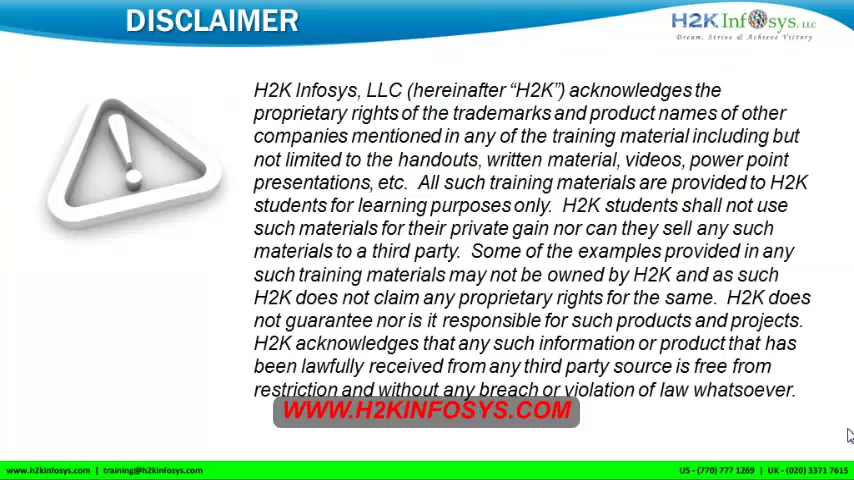 DISCLAIMER
H2K Infosys, LLC
Dream, Strive & Achieve Victory
H2K Infosys, LLC (hereinafter “H2K”) acknowledges the
proprietary rights of the trademarks and product names of other
companies mentioned in any of the training material including but
not limited to the handouts, written material, videos, power point
presentations, etc. All such training materials are provided to H2K
students for learning purposes only. H2K students shall not use
such materials for their private gain nor can they sell any such
materials to a third party. Some of the examples provided in any
such training materials may not be owned by H2K and as such
H2K does not claim any proprietary rights for the same. H2K does
not guarantee nor is it responsible for such products and projects.
H2K acknowledges that any such information or product that has
been lawfully received from any third party source is free from
restriction and without any breach or violation of law whatsoever.
WWW.H2KINFOSYS.COM
www.h2kinfosys.com | training@h2kinfosys.com
US - (770) 777 1269 | UK - (020) 3371 7615